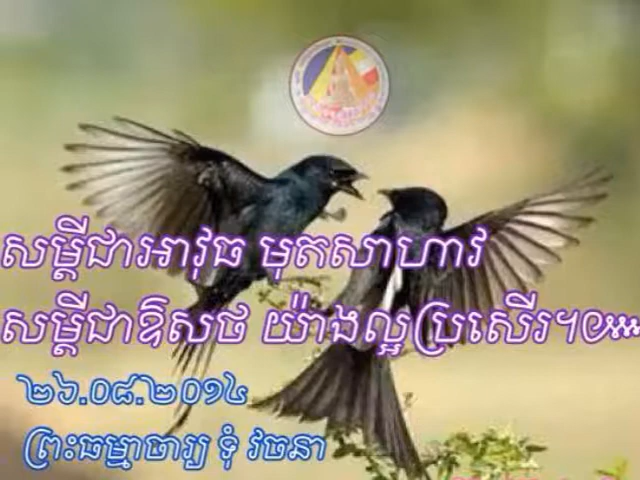 សម្ដីជាអាវុធ មុតសាហាវ
សម្ដីជាឱសថ យ៉ាងល្អប្រសើរ។
២៦.០៨.២០១៤
ព្រះធម្មាចារ្យ ទុំ វចនា